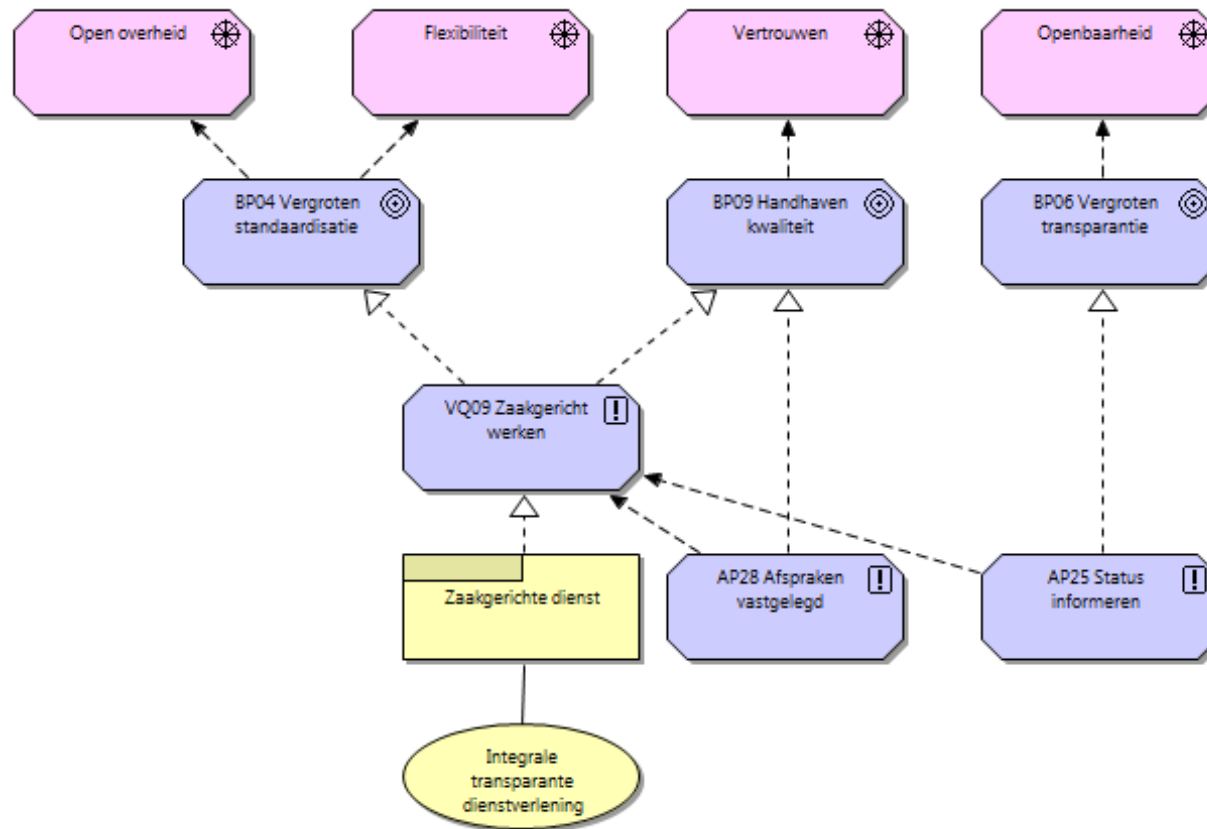 Open overheid
Flexibiliteit
Vertrouwen
Openbaarheid
BP04 Vergroten
standaardisatie
BP09 Handhaven
kwaliteit
BP06 Vergroten
transparantie
VQ09 Zaakgericht
werken
Zaakgerichte dienst
AP28 Afspraken
vastgelegd
AP25 Status
informeren
Integrale
transparante
dienstverlening